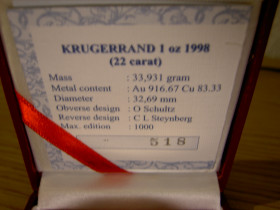 KRUGERRAND 1 oz 1998
(22 carat)
Mass : 33,931 gram
Metal content : Au 916.67 Cu 83.33
Diameter : 32,69 mm
Obverse design : O Schultz
Reverse design : C L Steynberg
Max. edition : 1000
518